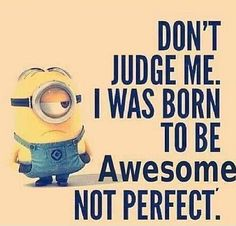 DON'T
JUDGE ME.
I WAS BORN
TO BE
Awesome
NOT PERFECT.